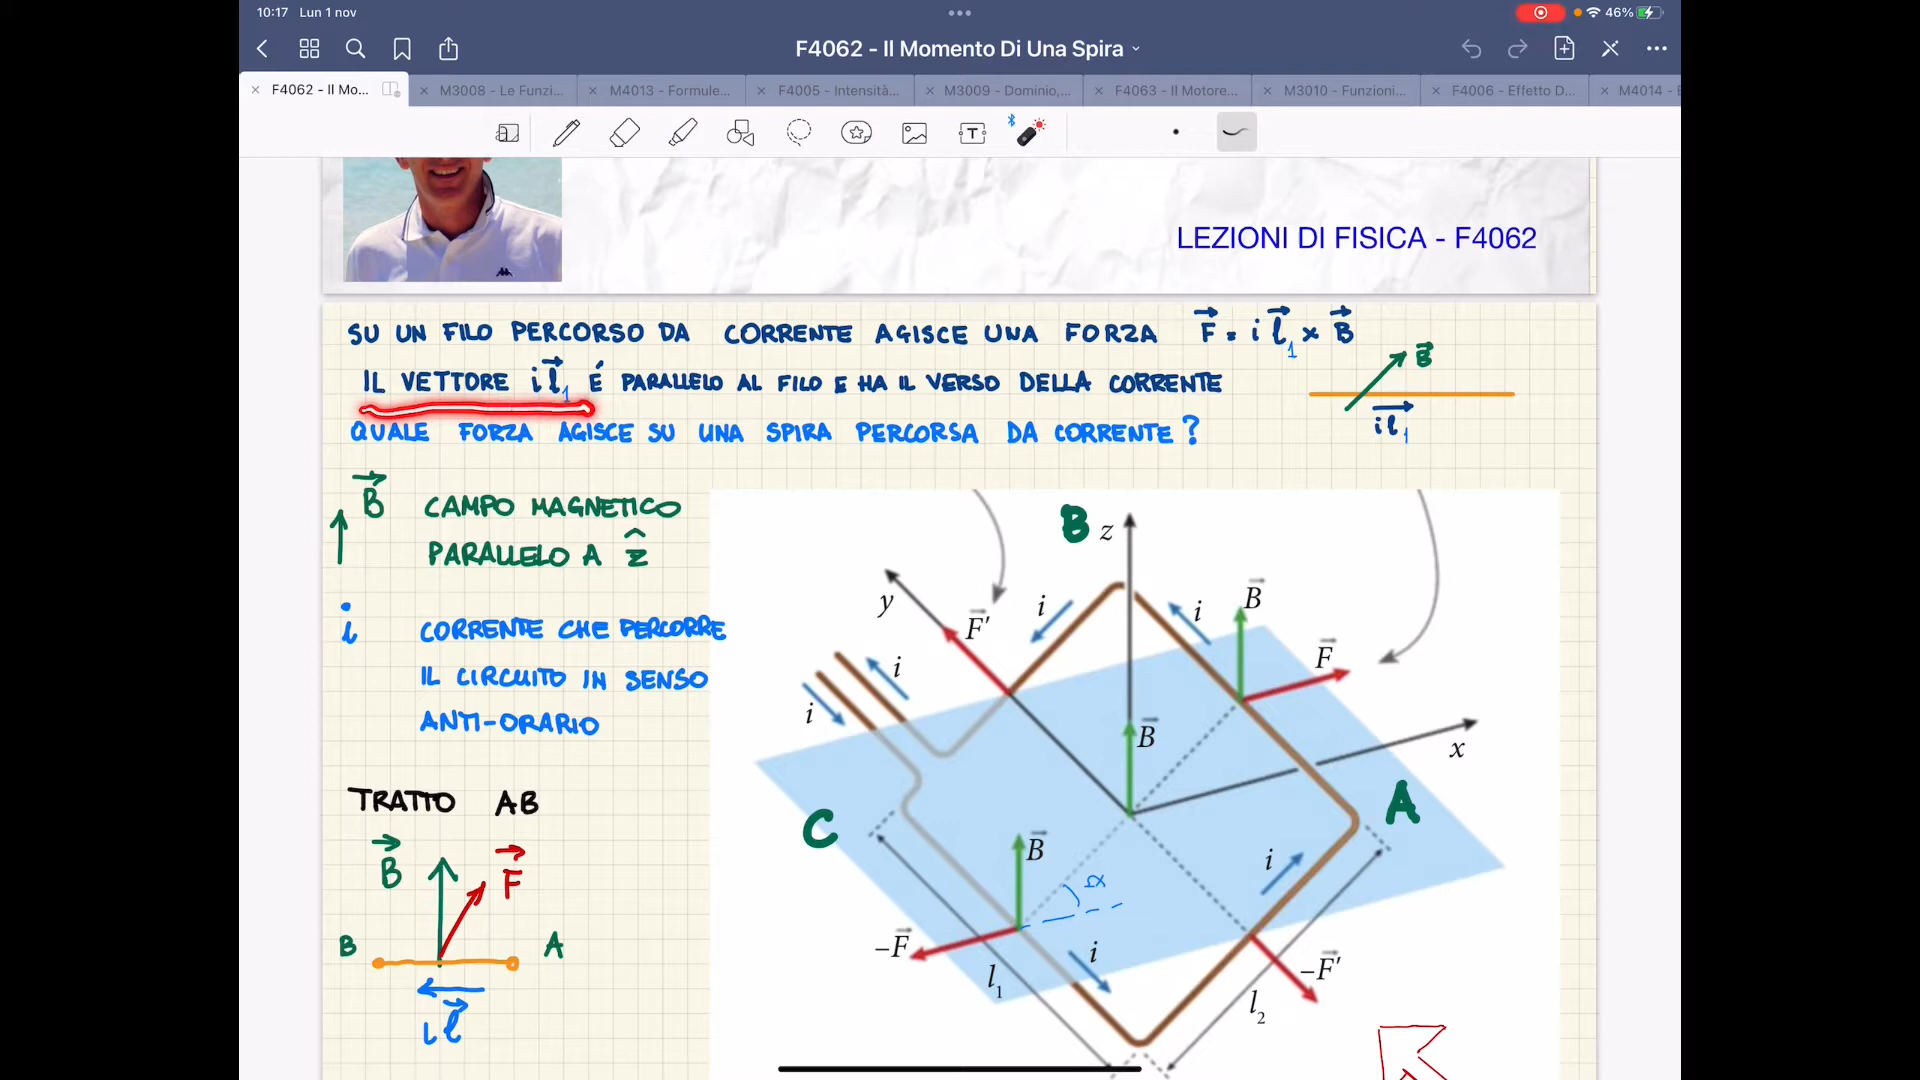 10:17 Lun 1 nov
46%
F4062 - Il Momento Di Una Spira
F4062 - Il Mo... M3008 - Le Funzi... M4013 - Formule... F4005 - Intensità... M3009 - Dominio,... F4063 - Il Motore... M3010 - Funzioni... F4006 - Effetto D... M4014 -
LEZIONI DI FISICA - F4062
SU UN FILO PERCORSO DA CORRENTE AGISCE UNA FORZA F⃗ = i l⃗₁ × B⃗
IL VETTORE i l⃗₁ É PARALLELO AL FILO E HA IL VERSO DELLA CORRENTE
B⃗
i l₁
QUALE FORZA AGISCE SU UNA SPIRA PERCORSA DA CORRENTE?
B⃗ CAMPO MAGNETICO
PARALLELO A ẑ
i CORRENTE CHE PERCORRE
IL CIRCUITO IN SENSO
ANTI-ORARIO
TRATTO AB
B⃗ F⃗
B A
i l⃗
B z
y F⃗' i i B⃗
F⃗
i
i
B⃗
x
C A
B⃗
i
α
−F⃗
i
−F⃗'
l₁
l₂